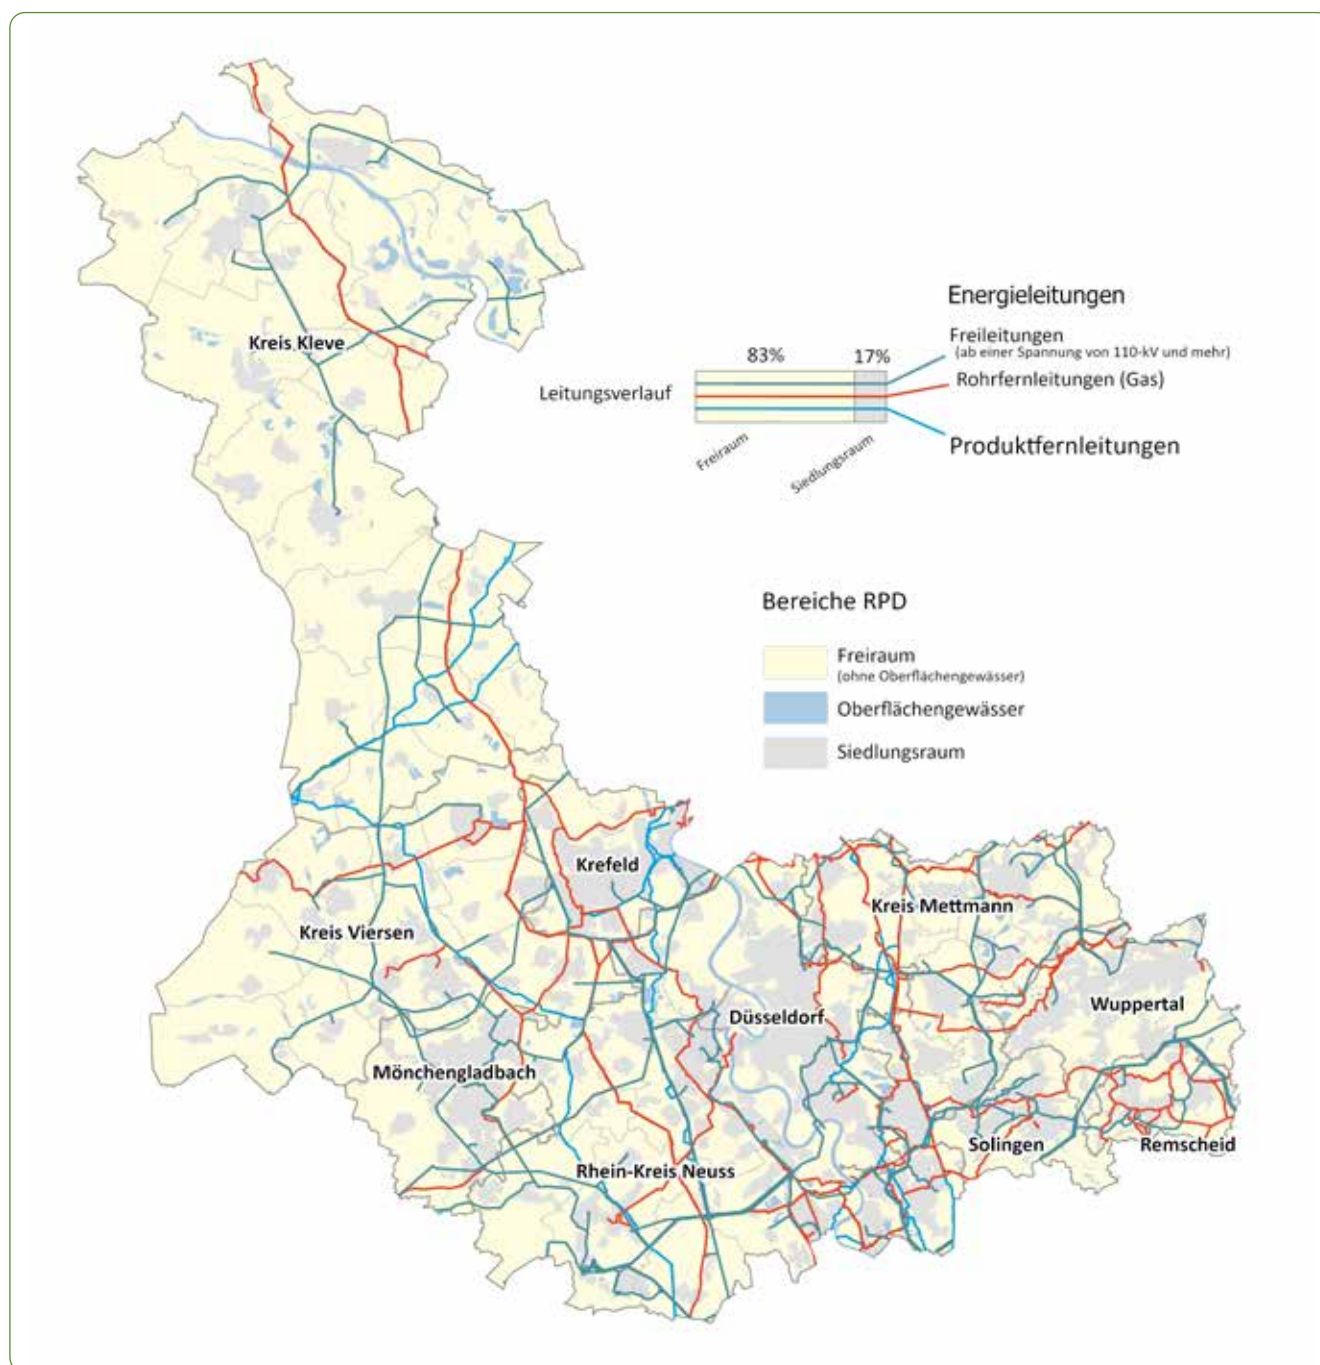 Energieleitungen
Freileitungen
(ab einer Spannung von 110-kV und mehr)
83% 17%
Rohrfernleitungen (Gas)
Leitungsverlauf
Produktfernleitungen
Freiraum
Siedlungsraum
Kreis Kleve
Bereiche RPD
Freiraum
(ohne Oberflächengewässer)
Oberflächengewässer
Siedlungsraum
Krefeld
Kreis Mettmann
Kreis Viersen
Wuppertal
Düsseldorf
Mönchengladbach
Solingen
Remscheid
Rhein-Kreis Neuss